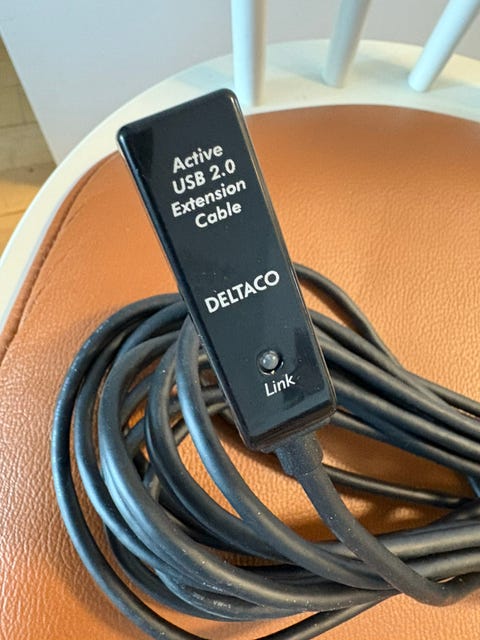 Active
USB 2.0
Extension
Cable
DELTACO
Link